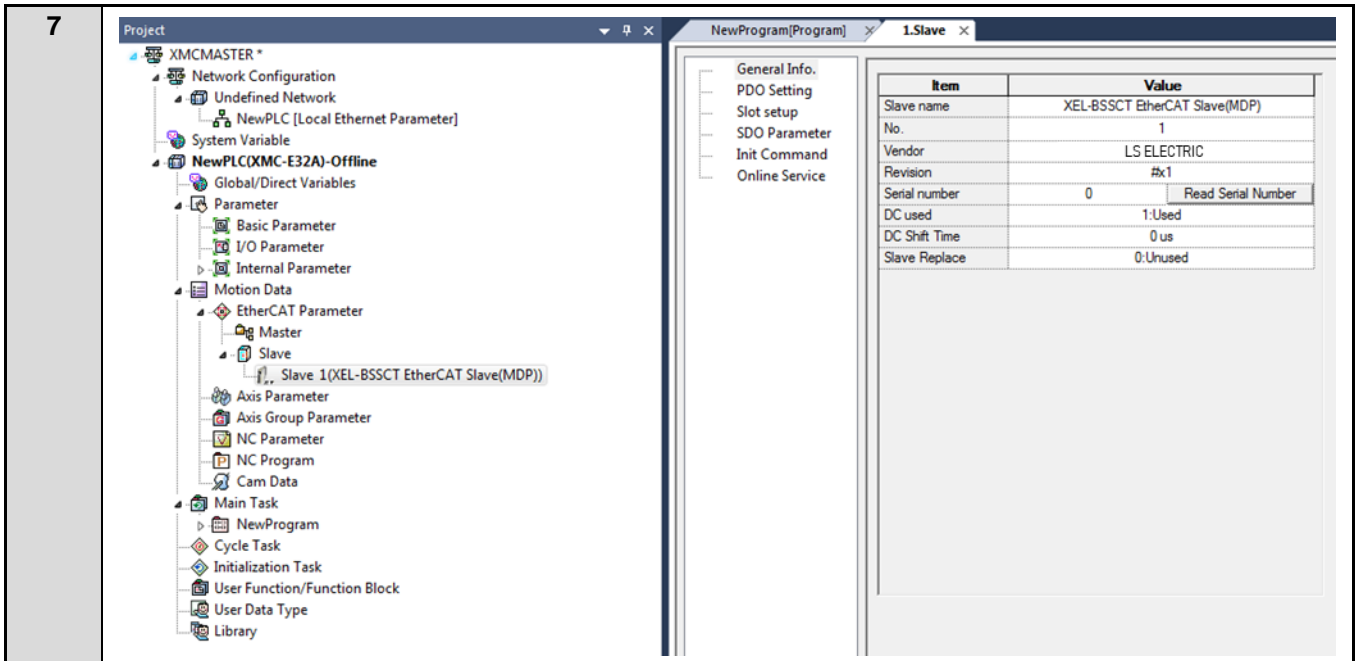 7
Project
XMCMASTER *
Network Configuration
Undefined Network
NewPLC [Local Ethernet Parameter]
System Variable
NewPLC(XMC-E32A)-Offline
Global/Direct Variables
Parameter
Basic Parameter
I/O Parameter
Internal Parameter
Motion Data
EtherCAT Parameter
Master
Slave
Slave 1(XEL-BSSCT EtherCAT Slave(MDP))
Axis Parameter
Axis Group Parameter
NC Parameter
NC Program
Cam Data
Main Task
NewProgram
Cycle Task
Initialization Task
User Function/Function Block
User Data Type
Library
NewProgram[Program] 1.Slave
General Info.
PDO Setting
Slot setup
SDO Parameter
Init Command
Online Service
Item Value
Slave name XEL-BSSCT EtherCAT Slave(MDP)
No. 1
Vendor LS ELECTRIC
Revision #x1
Serial number 0 Read Serial Number
DC used 1:Used
DC Shift Time 0 us
Slave Replace 0:Unused